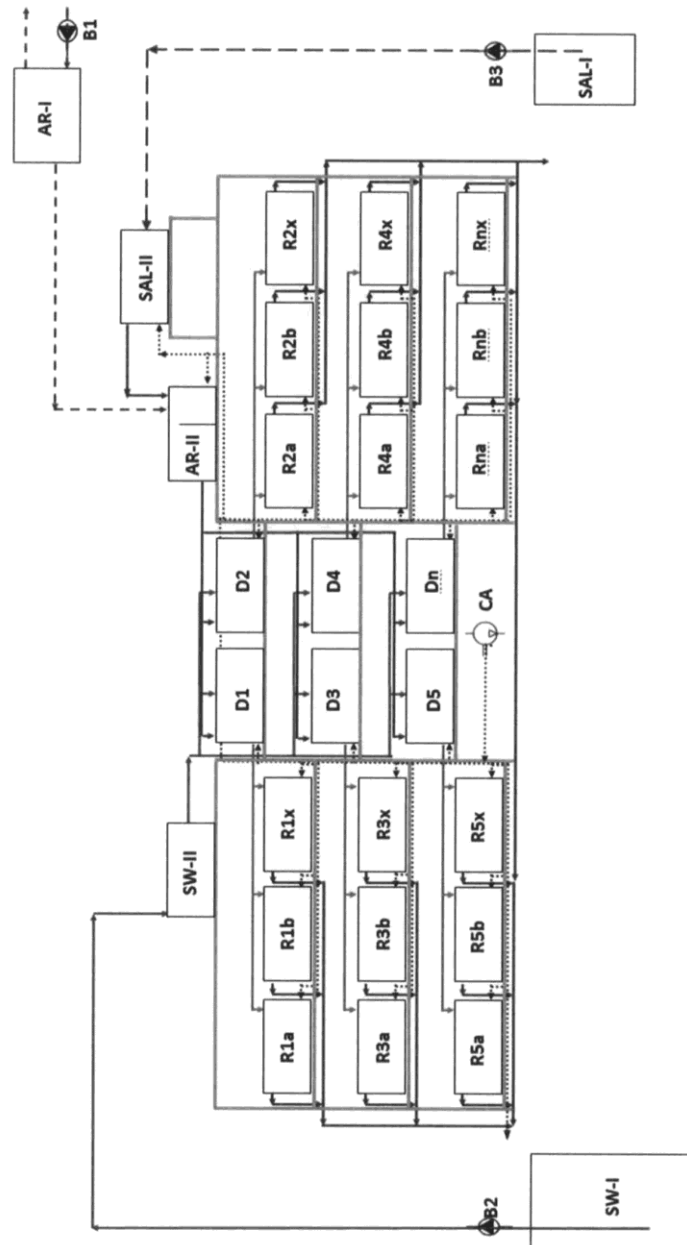 AR-I
B1
SAL-II
SW-II
AR-II
D1
D2
R1a
R1b
R1x
R2a
R2b
R2x
D3
D4
R3a
R3b
R3x
R4a
R4b
R4x
D5
Dn
R5a
R5b
R5x
Rna
Rnb
Rnx
CA
B2
B3
SW-I
SAL-I